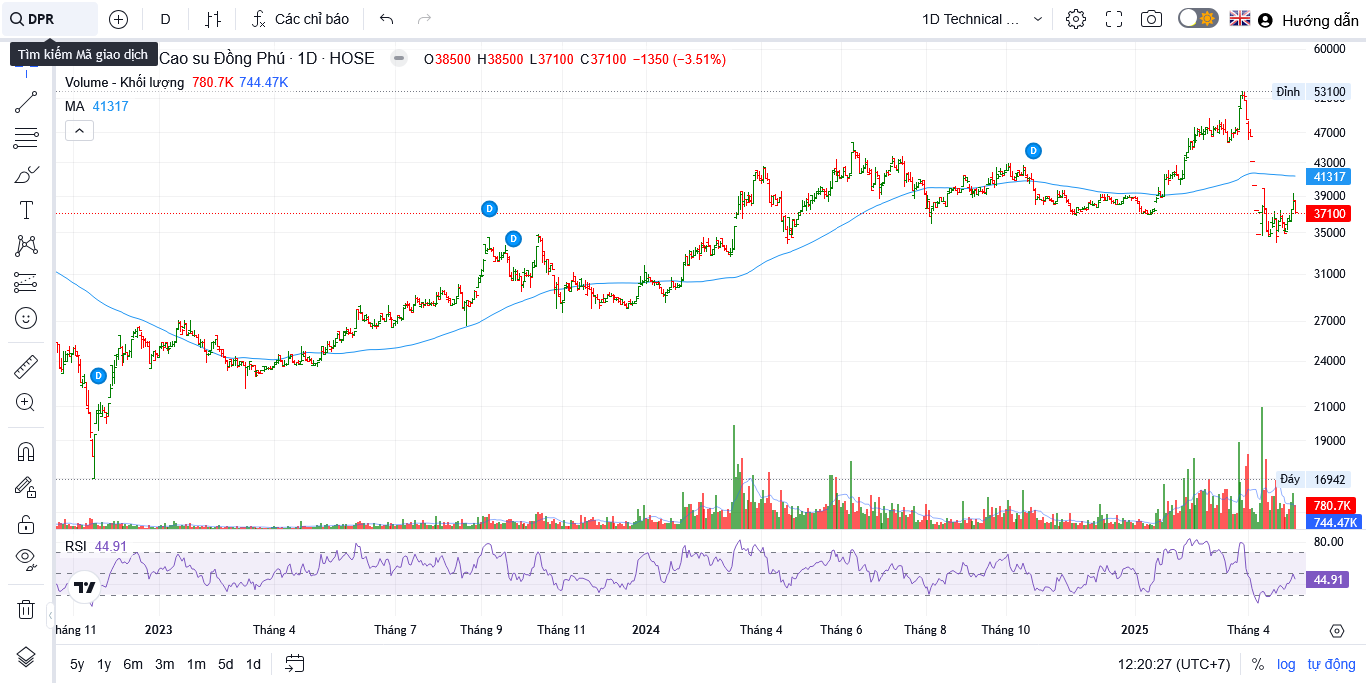 DPR D Các chỉ báo 1D Technical ... Hướng dẫn
Tìm kiếm Mã giao dịch
Cao su Đồng Phú · 1D · HOSE O38500 H38500 L37100 C37100 −1350 (−3.51%)
Volume - Khối lượng 780.7K 744.47K
MA 41317
60000
Đỉnh 53100
47000
43000
41317
39000
37100
35000
31000
27000
24000
21000
19000
Đáy 16942
780.7K
744.47K
D
D
D
D
RSI 44.91
80.00
44.91
háng 11 2023 Tháng 4 Tháng 7 Tháng 9 Tháng 11 2024 Tháng 4 Tháng 6 Tháng 8 Tháng 10 2025 Tháng 4
5y 1y 6m 3m 1m 5d 1d 12:20:27 (UTC+7) % log tự động